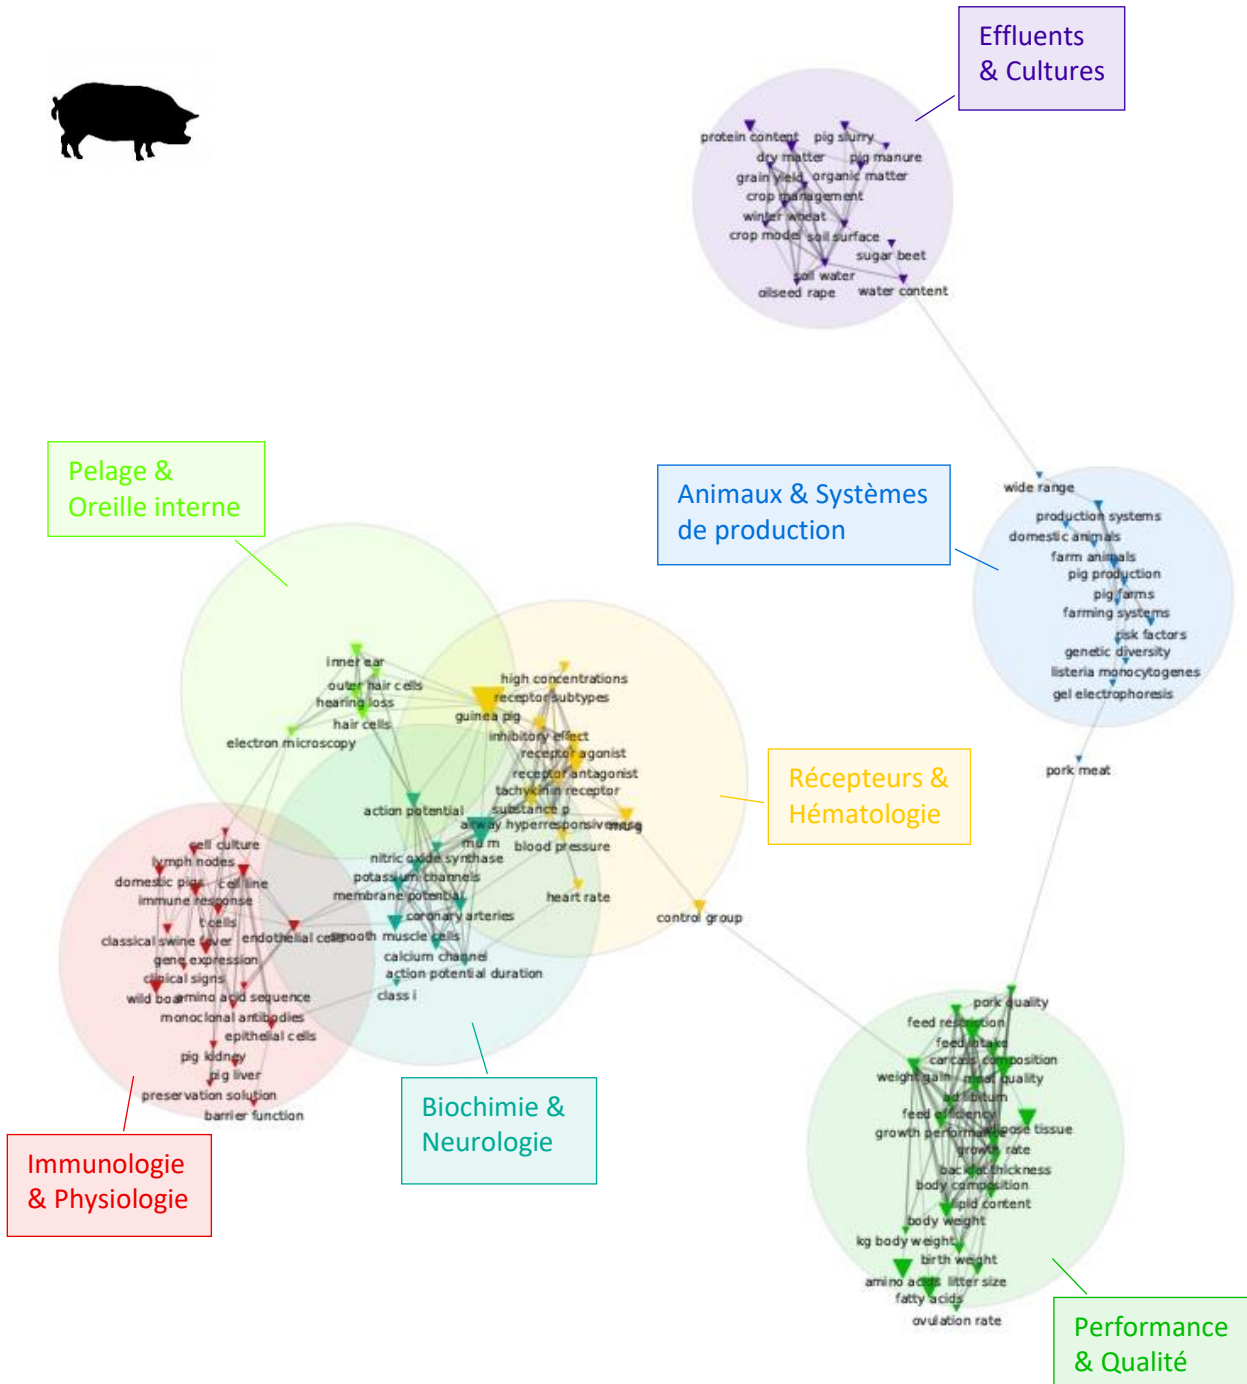 Effluents
& Cultures
protein content
pig slurry
dry matter
pig manure
grain yield
organic matter
crop management
winter wheat
crop model
soil surface
sugar beet
soil water
oilseed rape
water content
Pelage &
Oreille interne
Animaux & Systèmes
de production
wide range
production systems
domestic animals
farm animals
pig production
pig farms
farming systems
risk factors
genetic diversity
listeria monocytogenes
gel electrophoresis
pork meat
inner ear
outer hair cells
hearing loss
hair cells
electron microscopy
high concentrations
receptor subtypes
guinea pig
inhibitory effect
receptor agonist
receptor antagonist
tachykinin receptor
substance p
airway hyperresponsiveness
mu g
blood pressure
heart rate
control group
Récepteurs &
Hématologie
action potential
mu m
nitric oxide synthase
potassium channels
membrane potential
coronary arteries
smooth muscle cells
calcium channel
action potential duration
class i
cell culture
lymph nodes
domestic pigs
cell line
immune response
t cells
classical swine fever
endothelial cells
gene expression
clinical signs
wild boar
amino acid sequence
monoclonal antibodies
epithelial cells
pig kidney
pig liver
preservation solution
barrier function
Biochimie &
Neurologie
Immunologie
& Physiologie
pork quality
feed restriction
feed intake
carcass composition
weight gain
meat quality
ad libitum
feed efficiency
growth performance
adipose tissue
growth rate
backfat thickness
body composition
lipid content
body weight
kg body weight
birth weight
amino acids
litter size
fatty acids
ovulation rate
Performance
& Qualité